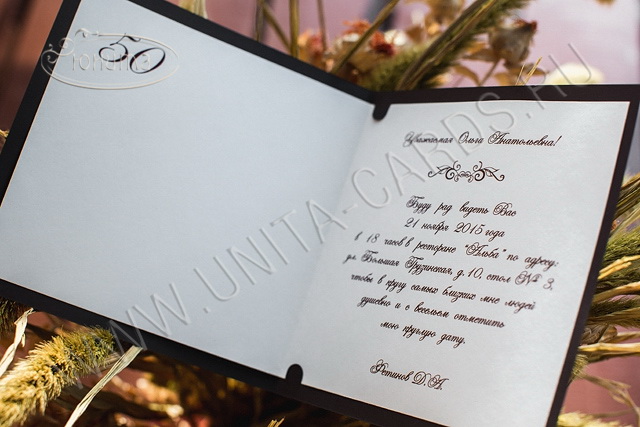 50
Уважаемая Ольга Анатольевна!
Буду рад видеть Вас
21 ноября 2015 года
в 18 часов в ресторане "Альба" по адресу:
ул. Большая Грузинская, д. 10, стол № 3,
чтобы в кругу самых близких мне людей
душевно и с весельем отметить
мою круглую дату.
Фетинов Д.А.
WWW.UNITA-CARDS.RU